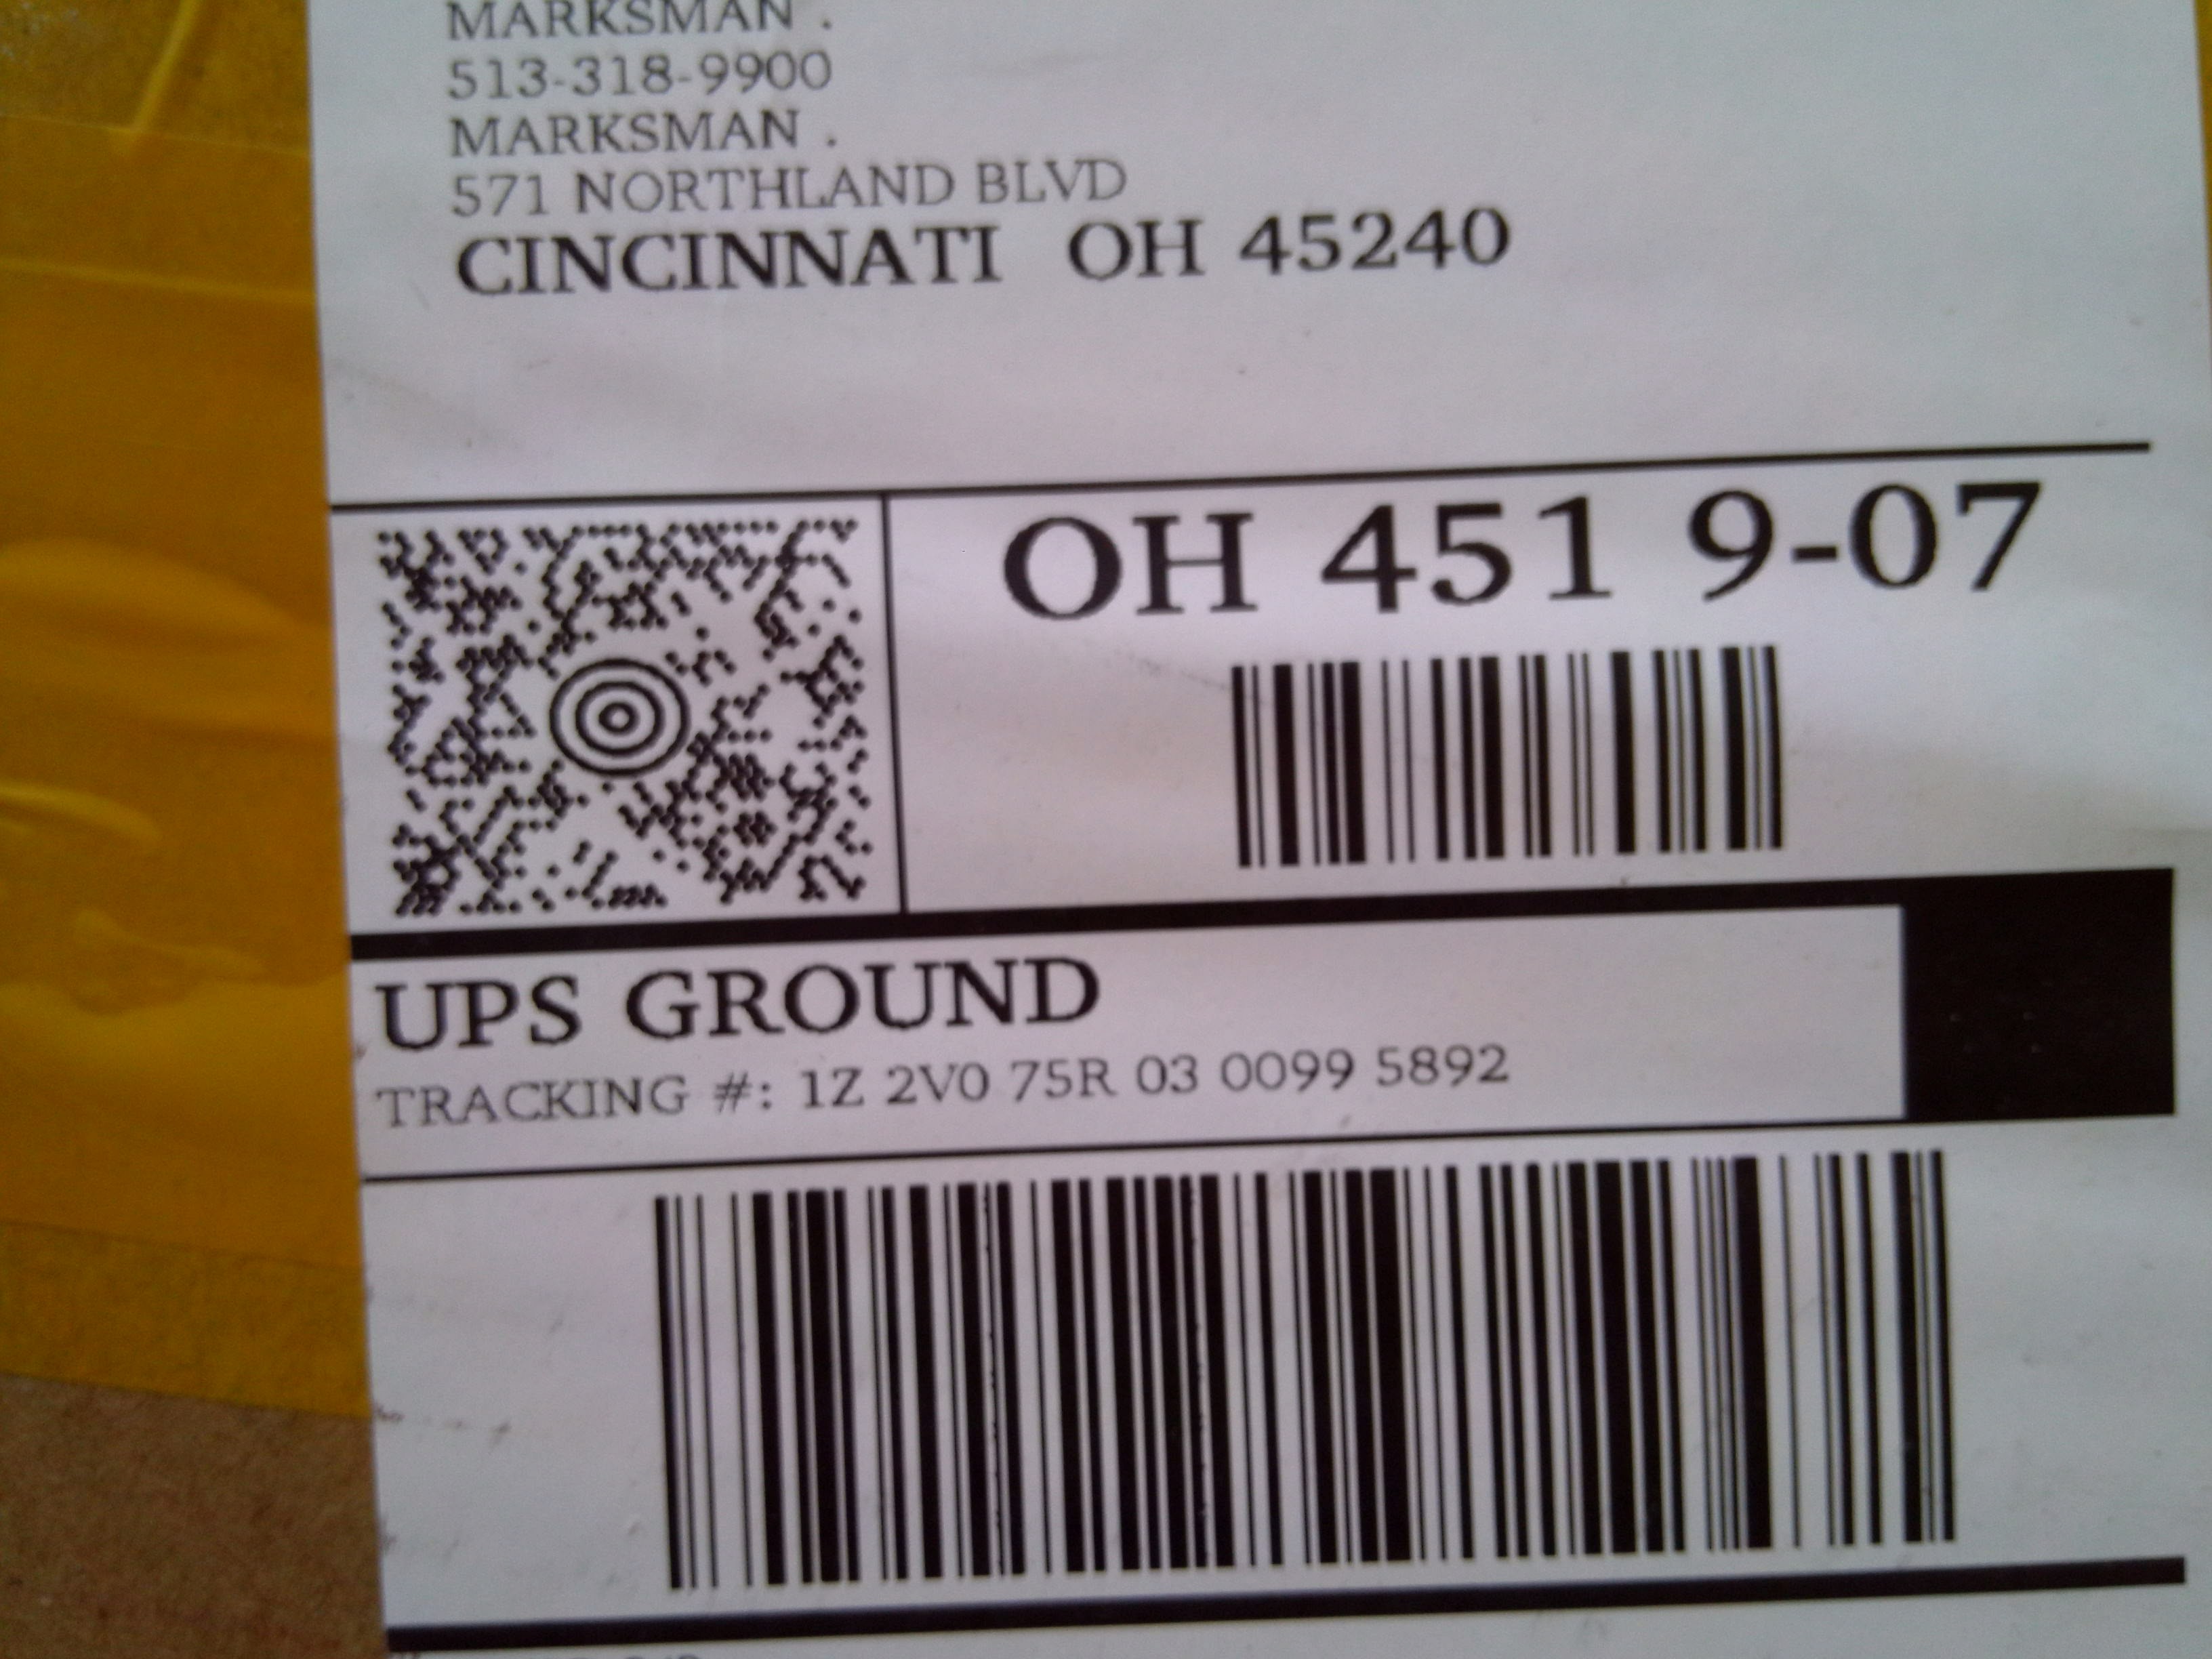 MARKSMAN .
513-318-9900
MARKSMAN .
571 NORTHLAND BLVD
CINCINNATI OH 45240
OH 451 9-07
UPS GROUND
TRACKING #: 1Z 2V0 75R 03 0099 5892